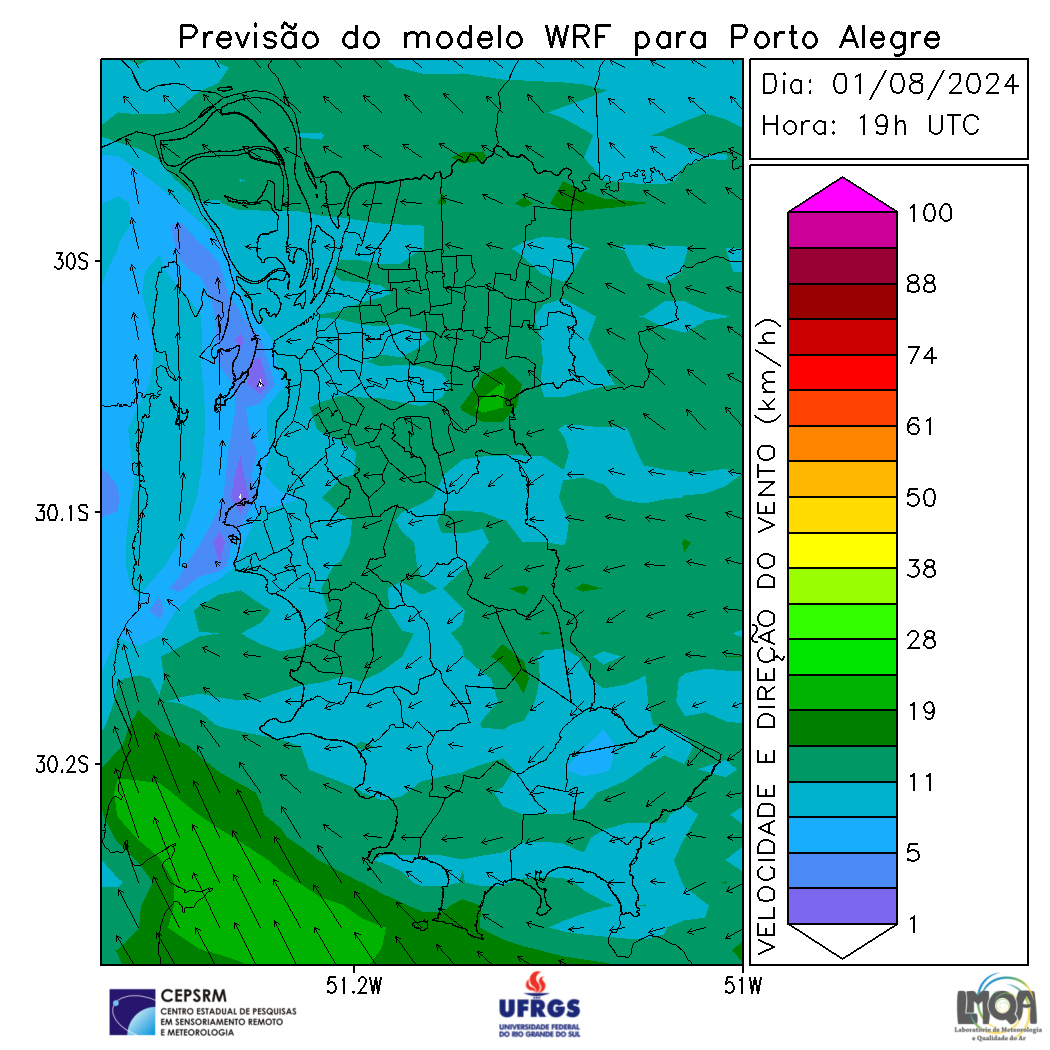 Previsão do modelo WRF para Porto Alegre
Dia: 01/08/2024
Hora: 19h UTC
30S
30.1S
30.2S
51.2W
51W
VELOCIDADE E DIREÇÃO DO VENTO (km/h)
100
88
74
61
50
38
28
19
11
5
1
CEPSRM
CENTRO ESTADUAL DE PESQUISAS
EM SENSORIAMENTO REMOTO
E METEOROLOGIA
UFRGS
UNIVERSIDADE FEDERAL
DO RIO GRANDE DO SUL
LMQA
Laboratório de Meteorologia
e Qualidade do Ar